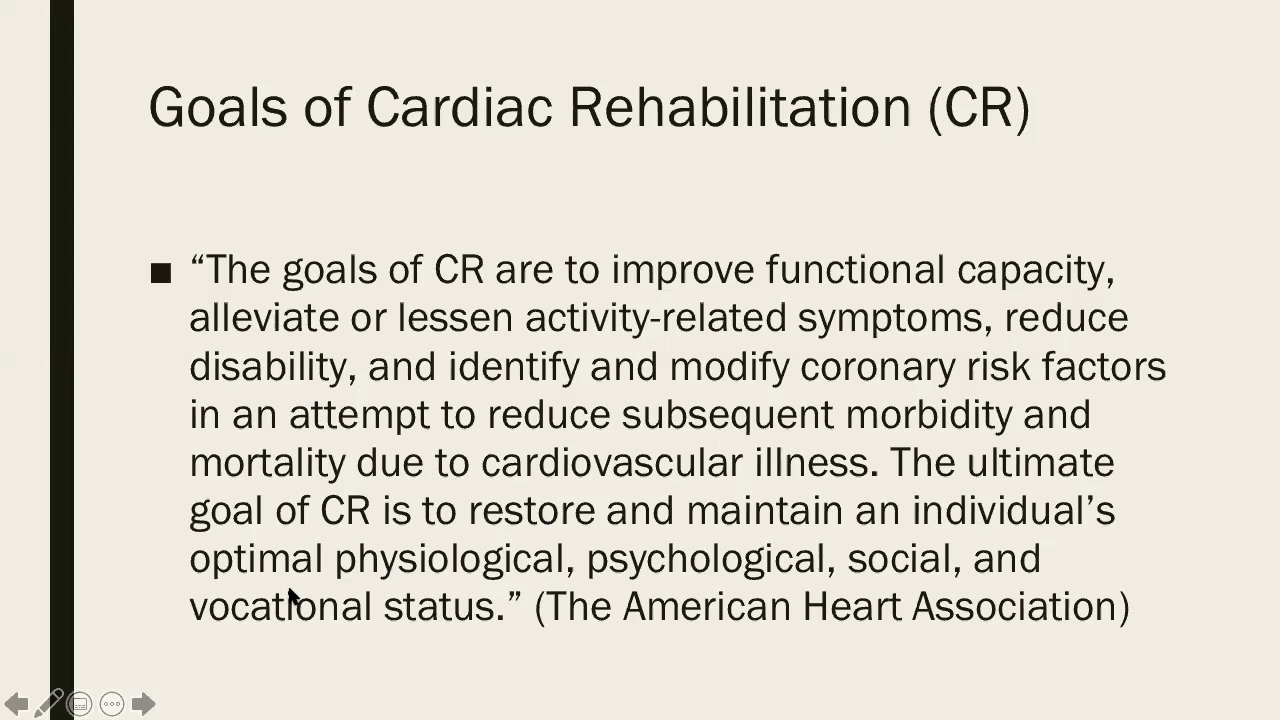 Goals of Cardiac Rehabilitation (CR)
■ “The goals of CR are to improve functional capacity,
alleviate or lessen activity-related symptoms, reduce
disability, and identify and modify coronary risk factors
in an attempt to reduce subsequent morbidity and
mortality due to cardiovascular illness. The ultimate
goal of CR is to restore and maintain an individual’s
optimal physiological, psychological, social, and
vocational status.” (The American Heart Association)